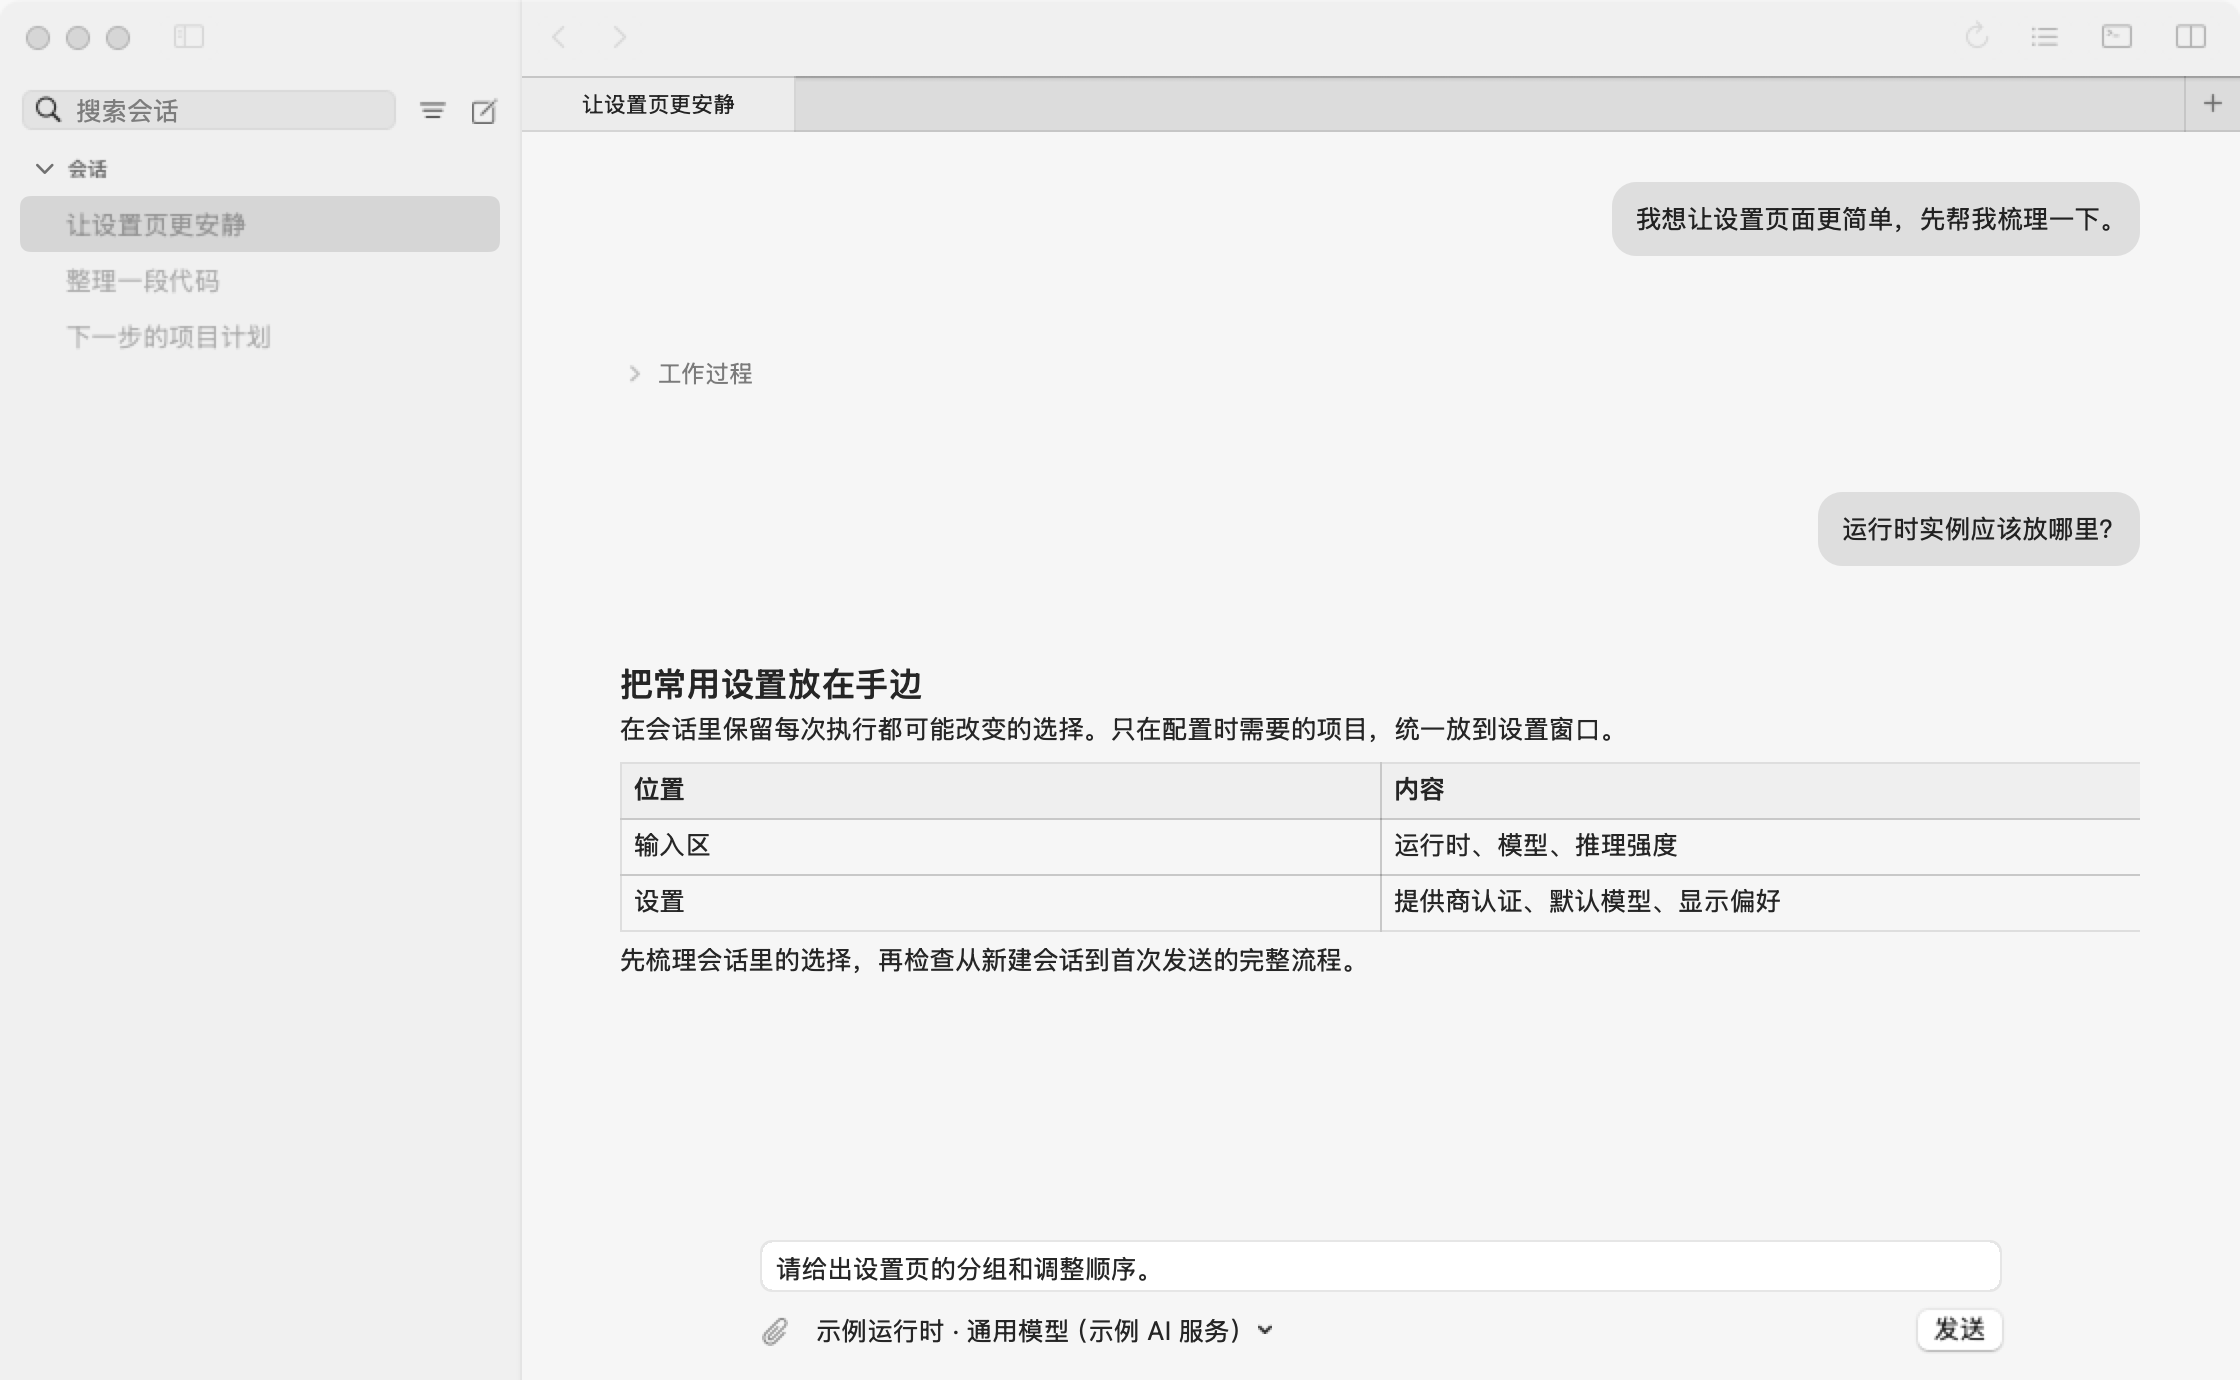 搜索会话
会话
让设置页更安静
整理一段代码
下一步的项目计划
让设置页更安静
我想让设置页面更简单，先帮我梳理一下。
工作过程
运行时实例应该放哪里？
把常用设置放在手边
在会话里保留每次执行都可能改变的选择。只在配置时需要的项目，统一放到设置窗口。
位置 内容
输入区 运行时、模型、推理强度
设置 提供商认证、默认模型、显示偏好
先梳理会话里的选择，再检查从新建会话到首次发送的完整流程。
请给出设置页的分组和调整顺序。
示例运行时 · 通用模型（示例 AI 服务）
发送